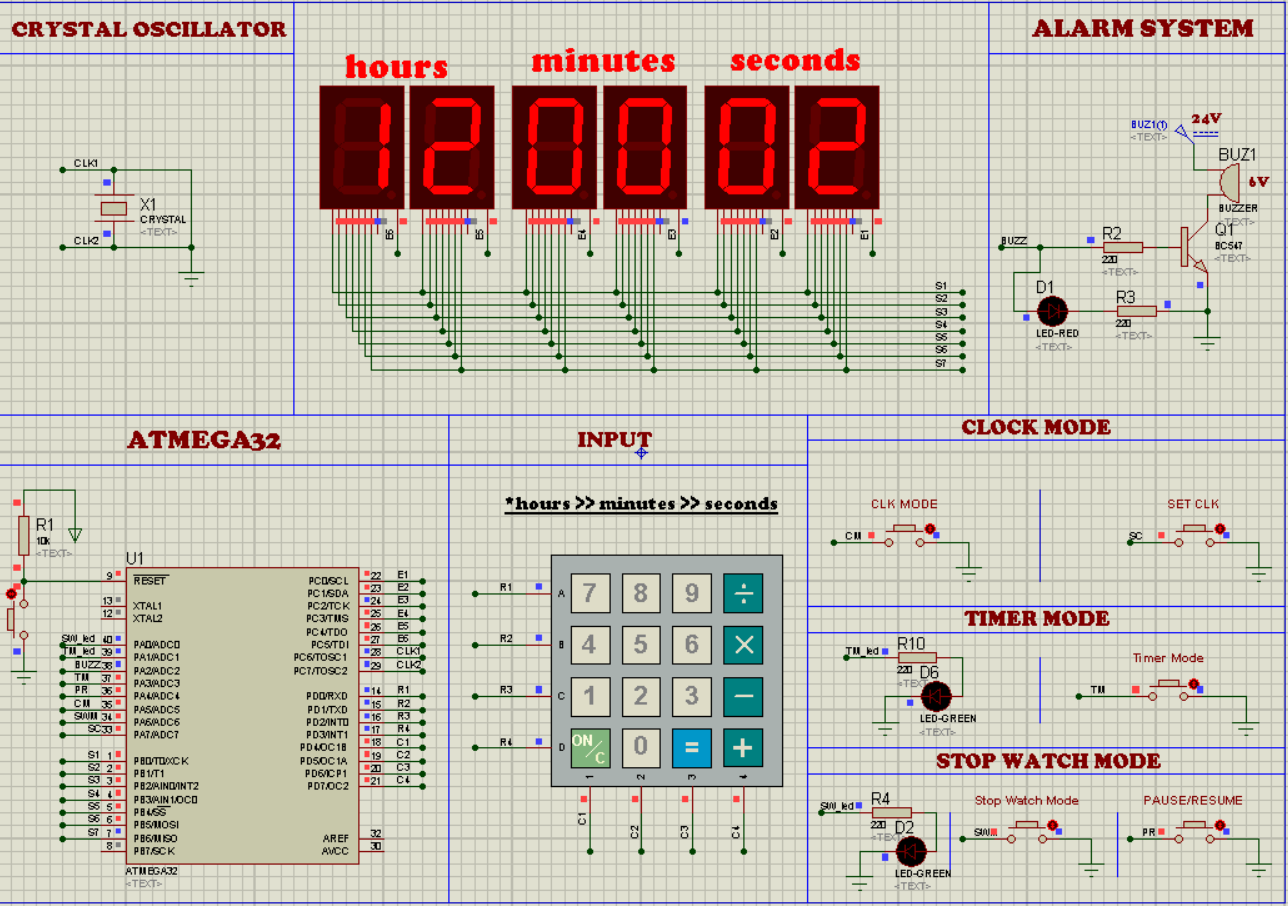 CRYSTAL OSCILLATOR
CLK1
X1
CRYSTAL
<TEXT>
CLK2
hours minutes seconds
12 00 02
E6 E5 E4 E3 E2 E1
S1
S2
S3
S4
S5
S6
S7
ALARM SYSTEM
BUZ1(1)
<TEXT>
24V
BUZ1
6V
BUZZER
<TEXT>
Q1
BC547
<TEXT>
BUZZ
R2
220
<TEXT>
D1
LED-RED
<TEXT>
R3
220
<TEXT>
ATMEGA32
R1
10k
<TEXT>
U1
9 RESET
13 XTAL1
12 XTAL2
SW_led 40 PA0/ADC0
TM_led 39 PA1/ADC1
BUZZ 38 PA2/ADC2
TM 37 PA3/ADC3
PR 36 PA4/ADC4
CM 35 PA5/ADC5
SWM 34 PA6/ADC6
SC 33 PA7/ADC7
S1 1 PB0/T0/XCK
S2 2 PB1/T1
S3 3 PB2/AIN0/INT2
S4 4 PB3/AIN1/OC0
S5 5 PB4/SS
S6 6 PB5/MOSI
S7 7 PB6/MISO
8 PB7/SCK
PC0/SCL 22 E1
PC1/SDA 23 E2
PC2/TCK 24 E3
PC3/TMS 25 E4
PC4/TDO 26 E5
PC5/TDI 27 E6
PC6/TOSC1 28 CLK1
PC7/TOSC2 29 CLK2
PD0/RXD 14 R1
PD1/TXD 15 R2
PD2/INT0 16 R3
PD3/INT1 17 R4
PD4/OC1B 18 C1
PD5/OC1A 19 C2
PD6/ICP1 20 C3
PD7/OC2 21 C4
AREF 32
AVCC 30
ATMEGA32
<TEXT>
INPUT
*hours >> minutes >> seconds
R1 A 7 8 9 ÷
R2 B 4 5 6 ×
R3 C 1 2 3 −
R4 D ON/C 0 = +
1 2 3 4
C1 C2 C3 C4
CLOCK MODE
CLK MODE
CM
SET CLK
SC
TIMER MODE
TM_led
R10
220
<TEXT>
D6
LED-GREEN
<TEXT>
Timer Mode
TM
STOP WATCH MODE
SW_led
R4
220
<TEXT>
D2
LED-GREEN
<TEXT>
Stop Watch Mode
SWM
PAUSE/RESUME
PR